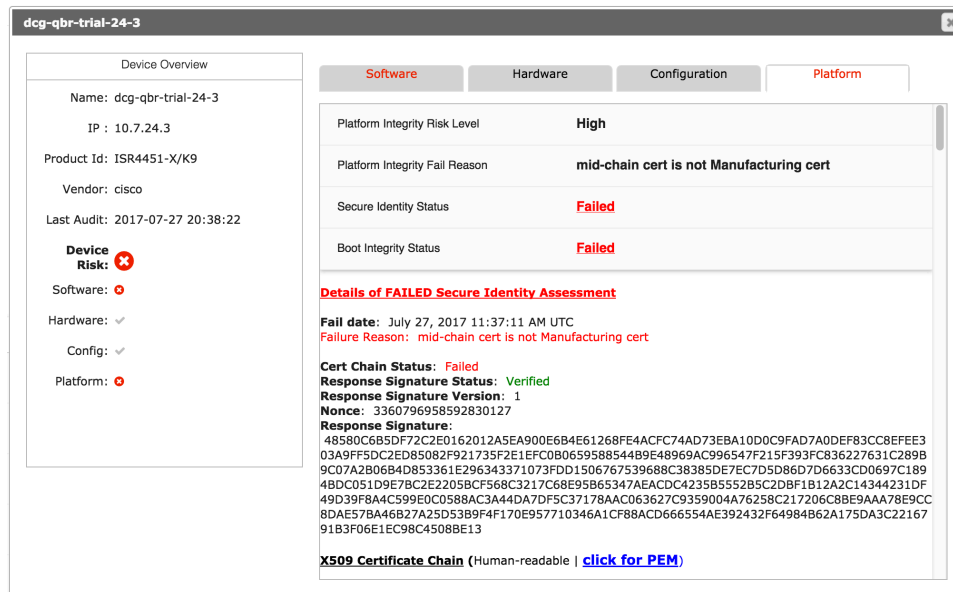 dcg-qbr-trial-24-3
Device Overview
Name: dcg-qbr-trial-24-3
IP : 10.7.24.3
Product Id: ISR4451-X/K9
Vendor: cisco
Last Audit: 2017-07-27 20:38:22
Device
Risk:
Software:
Hardware:
Config:
Platform:
Software Hardware Configuration Platform
Platform Integrity Risk Level High
Platform Integrity Fail Reason mid-chain cert is not Manufacturing cert
Secure Identity Status Failed
Boot Integrity Status Failed
Details of FAILED Secure Identity Assessment
Fail date: July 27, 2017 11:37:11 AM UTC
Failure Reason: mid-chain cert is not Manufacturing cert
Cert Chain Status: Failed
Response Signature Status: Verified
Response Signature Version: 1
Nonce: 3360796958592830127
Response Signature:
48580C6B5DF72C2E0162012A5EA900E6B4E61268FE4ACFC74AD73EBA10D0C9FAD7A0DEF83CC8EFEE3
03A9FF5DC2ED85082F921735F2E1EFC0B0659588544B9E48969AC996547F215F393FC836227631C289B
9C07A2B06B4D853361E296343371073FDD1506767539688C38385DE7EC7D5D86D7D6633CD0697C189
4BDC051D9E7BC2E2205BCF568C3217C68E95B65347AEACDC4235B5552B5C2DBF1B12A2C14344231DF
49D39F8A4C599E0C0588AC3A44DA7DF5C37178AAC063627C9359004A76258C217206C8BE9AAA78E9CC
8DAE57BA46B27A25D53B9F4F170E957710346A1CF88ACD666554AE392432F64984B62A175DA3C22167
91B3F06E1EC98C4508BE13
X509 Certificate Chain (Human-readable | click for PEM)